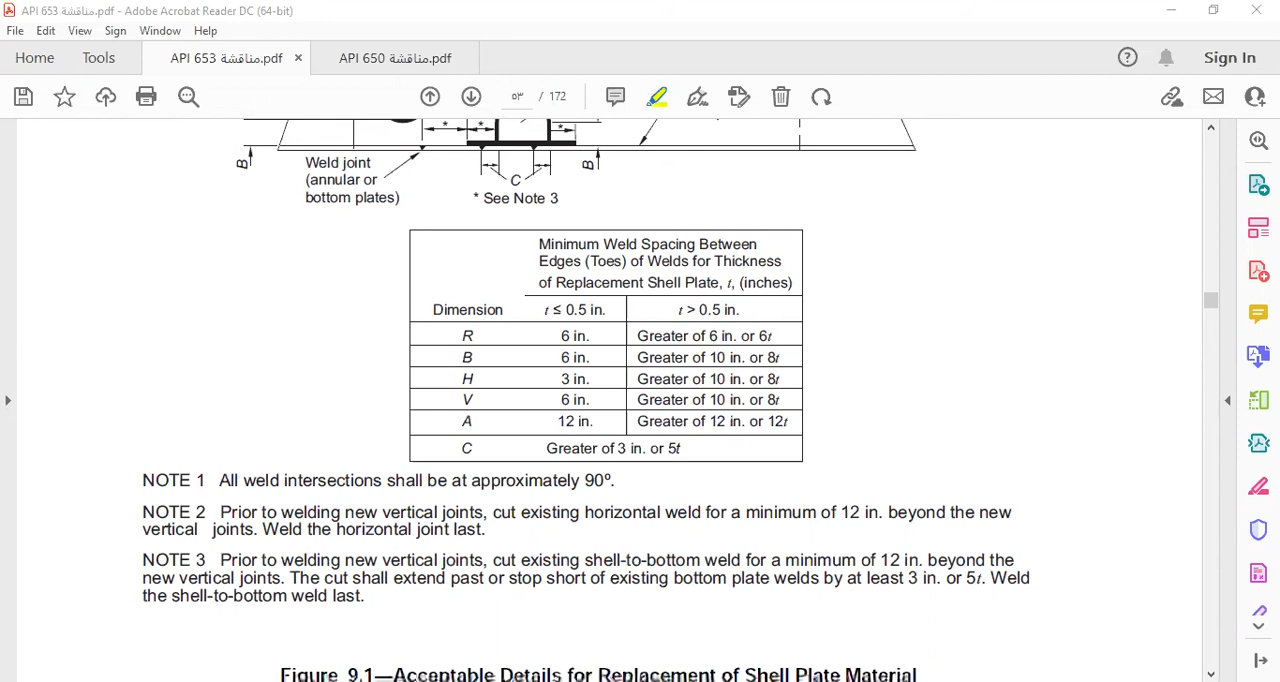 API 653 مناقشة.pdf - Adobe Acrobat Reader DC (64-bit)
File Edit View Sign Window Help
Home Tools API 653 مناقشة.pdf × API 650 مناقشة.pdf Sign In
٥٣ / 172
* * *
B B
Weld joint
(annular or
bottom plates)
C
* See Note 3
Minimum Weld Spacing Between
Edges (Toes) of Welds for Thickness
of Replacement Shell Plate, t, (inches)
Dimension t ≤ 0.5 in. t > 0.5 in.
R 6 in. Greater of 6 in. or 6t
B 6 in. Greater of 10 in. or 8t
H 3 in. Greater of 10 in. or 8t
V 6 in. Greater of 10 in. or 8t
A 12 in. Greater of 12 in. or 12t
C Greater of 3 in. or 5t
NOTE 1 All weld intersections shall be at approximately 90º.
NOTE 2 Prior to welding new vertical joints, cut existing horizontal weld for a minimum of 12 in. beyond the new
vertical joints. Weld the horizontal joint last.
NOTE 3 Prior to welding new vertical joints, cut existing shell-to-bottom weld for a minimum of 12 in. beyond the
new vertical joints. The cut shall extend past or stop short of existing bottom plate welds by at least 3 in. or 5t. Weld
the shell-to-bottom weld last.
Figure 9.1—Acceptable Details for Replacement of Shell Plate Material